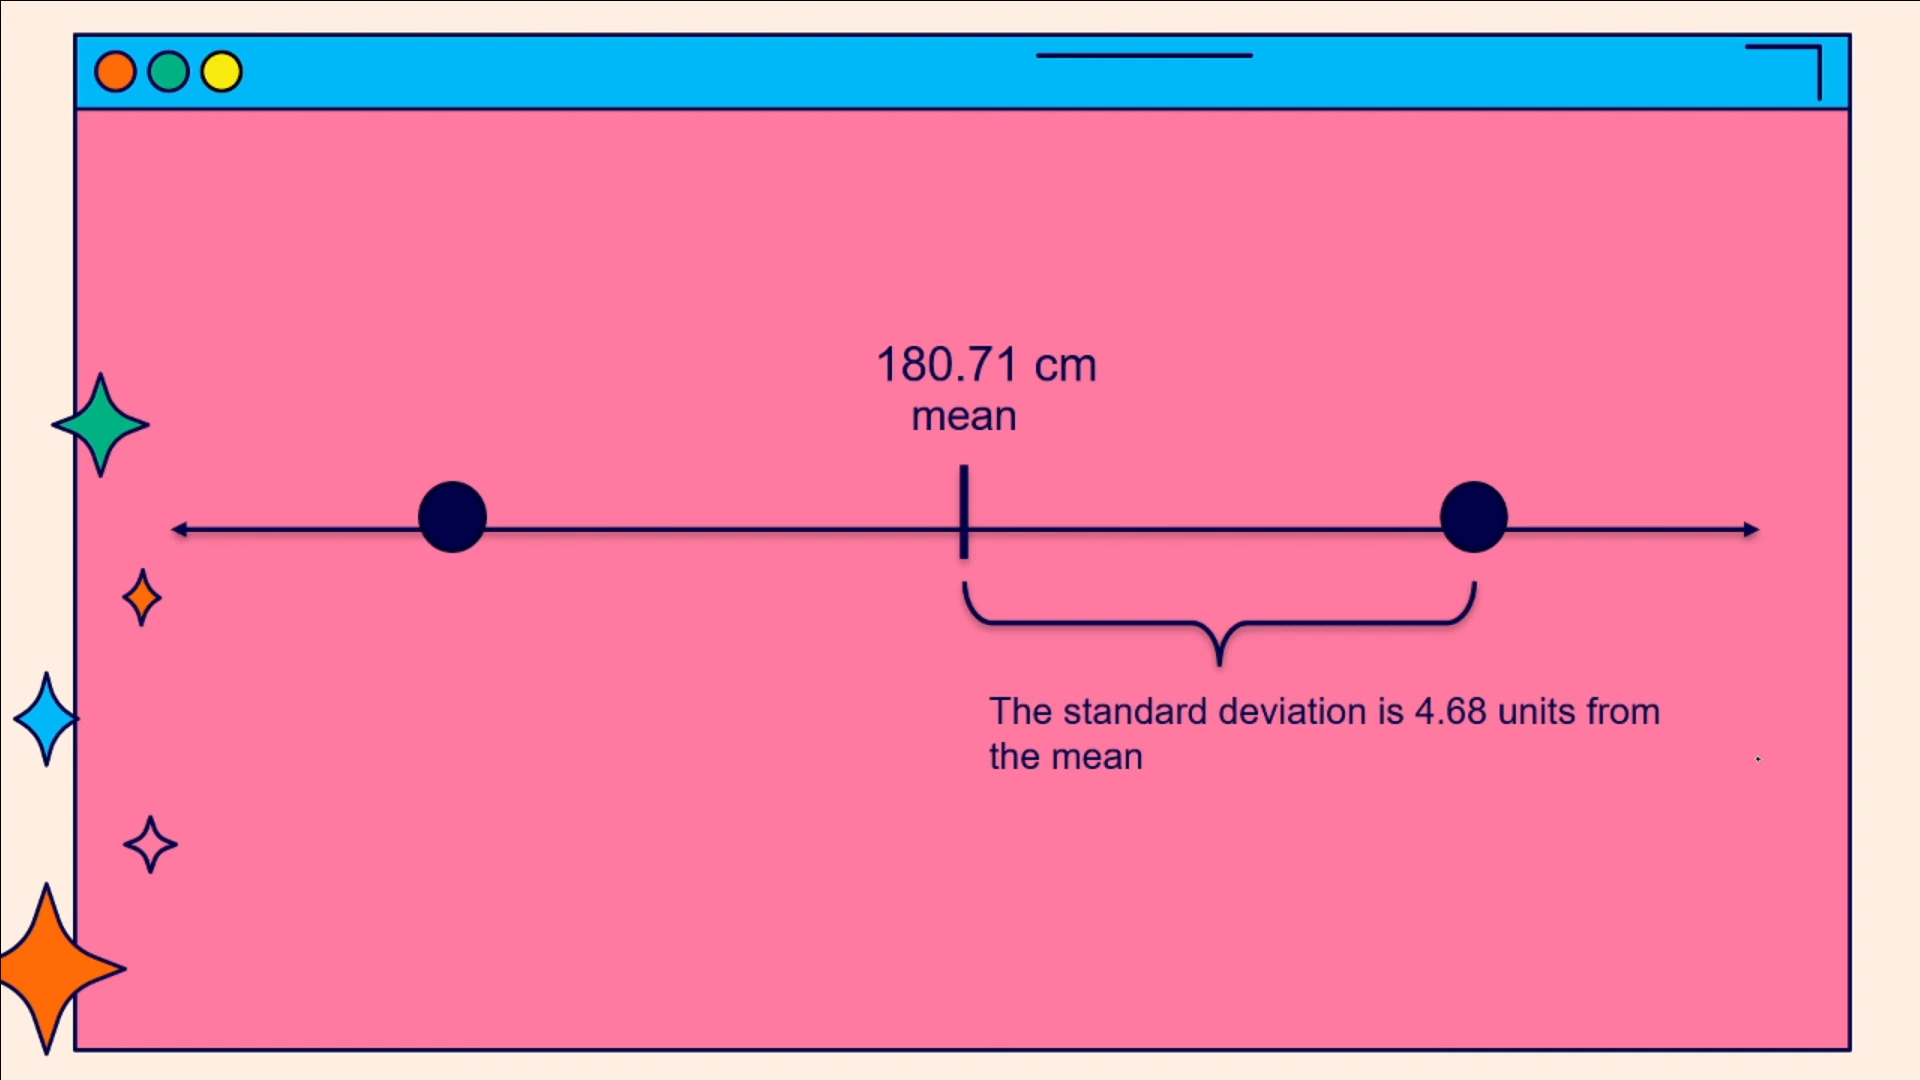 180.71 cm
mean
The standard deviation is 4.68 units from
the mean